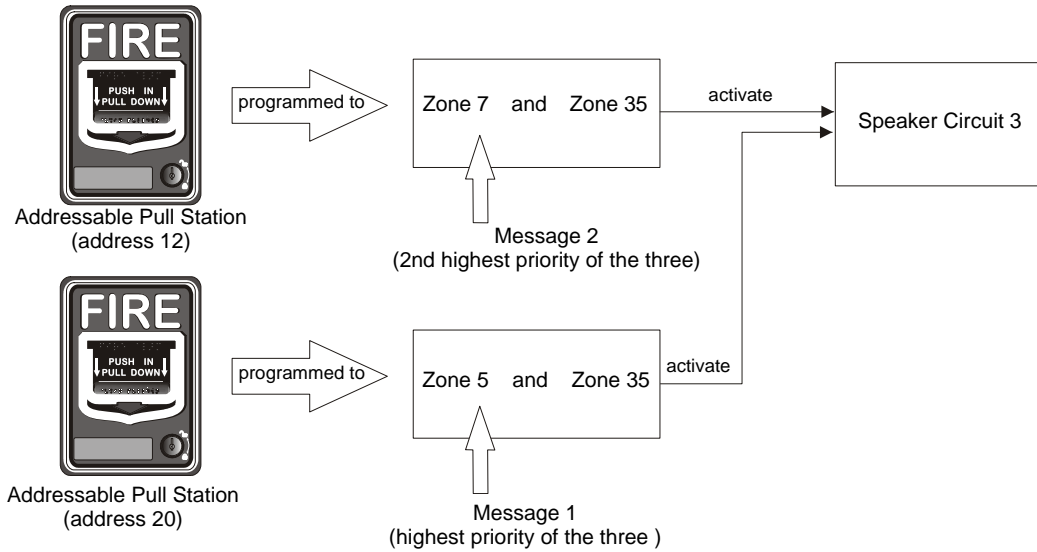 FIRE
PUSH IN
PULL DOWN
Addressable Pull Station
(address 12)
programmed to
Zone 7 and Zone 35
Message 2
(2nd highest priority of the three)
activate
Speaker Circuit 3
FIRE
PUSH IN
PULL DOWN
Addressable Pull Station
(address 20)
programmed to
Zone 5 and Zone 35
Message 1
(highest priority of the three )
activate